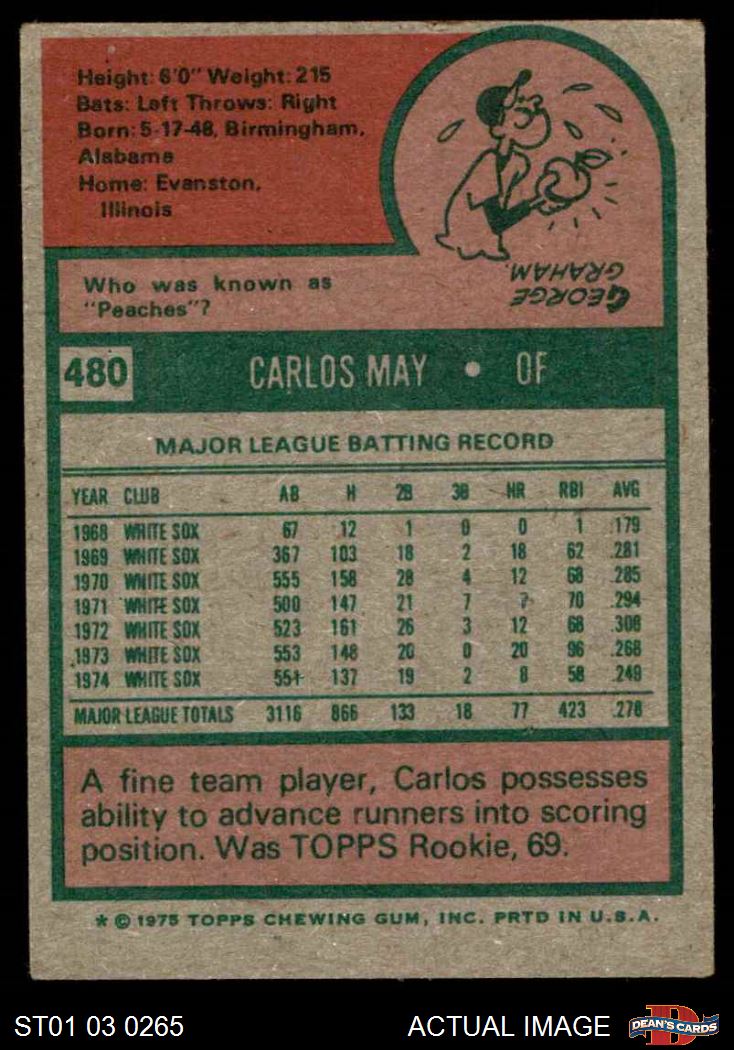 Height: 6'0" Weight: 215
Bats: Left Throws: Right
Born: 5-17-48, Birmingham,
Alabama
Home: Evanston,
Illinois
Who was known as
"Peaches"?
GEORGE
GRAHAM.
480 CARLOS MAY • OF
MAJOR LEAGUE BATTING RECORD
YEAR CLUB AB H 2B 3B HR RBI AVG
1968 WHITE SOX 67 12 1 0 0 1 .179
1969 WHITE SOX 367 103 18 2 18 62 .281
1970 WHITE SOX 555 158 28 4 12 68 .285
1971 WHITE SOX 500 147 21 7 7 70 .294
1972 WHITE SOX 523 161 26 3 12 68 .308
1973 WHITE SOX 553 148 20 0 20 96 .268
1974 WHITE SOX 551 137 19 2 8 58 .249
MAJOR LEAGUE TOTALS 3116 866 133 18 77 423 .278
A fine team player, Carlos possesses
ability to advance runners into scoring
position. Was TOPPS Rookie, 69.
* © 1975 TOPPS CHEWING GUM, INC. PRTD IN U.S.A.
ST01 03 0265 ACTUAL IMAGE DEAN'S CARDS